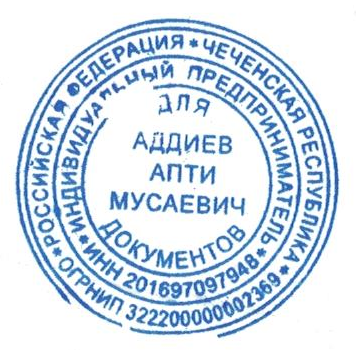 * РОССИЙСКАЯ ФЕДЕРАЦИЯ * ЧЕЧЕНСКАЯ РЕСПУБЛИКА *
ОГРНИП 322200000002369
* ИНДИВИДУАЛЬНЫЙ ПРЕДПРИНИМАТЕЛЬ *
ИНН 201697097948
ДЛЯ
АДДИЕВ
АПТИ
МУСАЕВИЧ
ДОКУМЕНТОВ